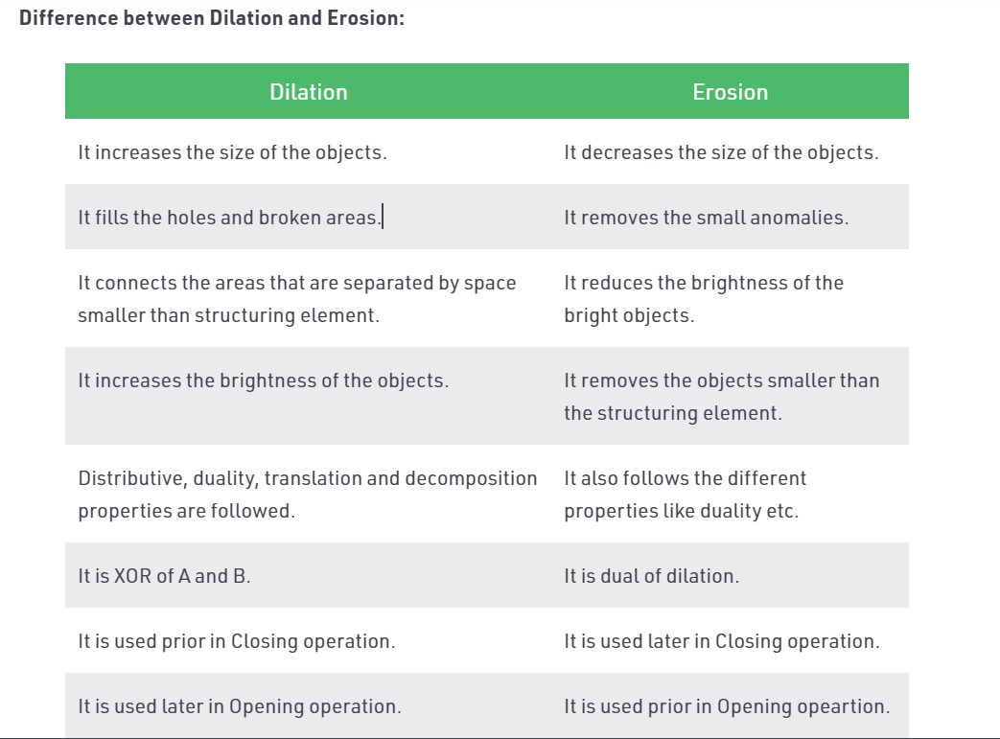 Difference between Dilation and Erosion:
Dilation
Erosion
It increases the size of the objects.
It decreases the size of the objects.
It fills the holes and broken areas.
It removes the small anomalies.
It connects the areas that are separated by space
smaller than structuring element.
It reduces the brightness of the
bright objects.
It increases the brightness of the objects.
It removes the objects smaller than
the structuring element.
Distributive, duality, translation and decomposition
properties are followed.
It also follows the different
properties like duality etc.
It is XOR of A and B.
It is dual of dilation.
It is used prior in Closing operation.
It is used later in Closing operation.
It is used later in Opening operation.
It is used prior in Opening opeartion.